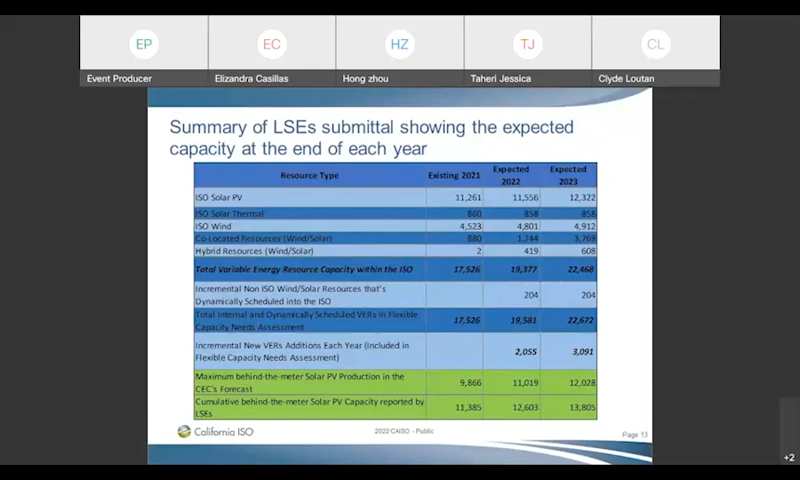 EP
EC
HZ
TJ
CL
Event Producer
Elizandra Casillas
Hong zhou
Taheri Jessica
Clyde Loutan
Summary of LSEs submittal showing the expected
capacity at the end of each year
Resource Type Existing 2021 Expected 2022 Expected 2023
ISO Solar PV 11,261 11,556 12,322
ISO Solar Thermal 860 858 858
ISO Wind 4,523 4,801 4,912
Co-Located Resources (Wind/Solar) 880 1,744 3,769
Hybrid Resources (Wind/Solar) 2 419 608
Total Variable Energy Resource Capacity within the ISO 17,526 19,377 22,468
Incremental Non ISO Wind/Solar Resources that's
Dynamically Scheduled into the ISO 204 204
Total Internal and Dynamically Scheduled VERs in Flexible
Capacity Needs Assessment 17,526 19,581 22,672
Incremental New VERs Additions Each Year (Included in
Flexible Capacity Needs Assessment) 2,055 3,091
Maximum behind-the-meter Solar PV Production in the
CEC's Forecast 9,866 11,019 12,028
Cumulative behind-the-meter Solar PV Capacity reported by
LSEs 11,385 12,603 13,805
California ISO
2022 CAISO - Public
Page 13
+2